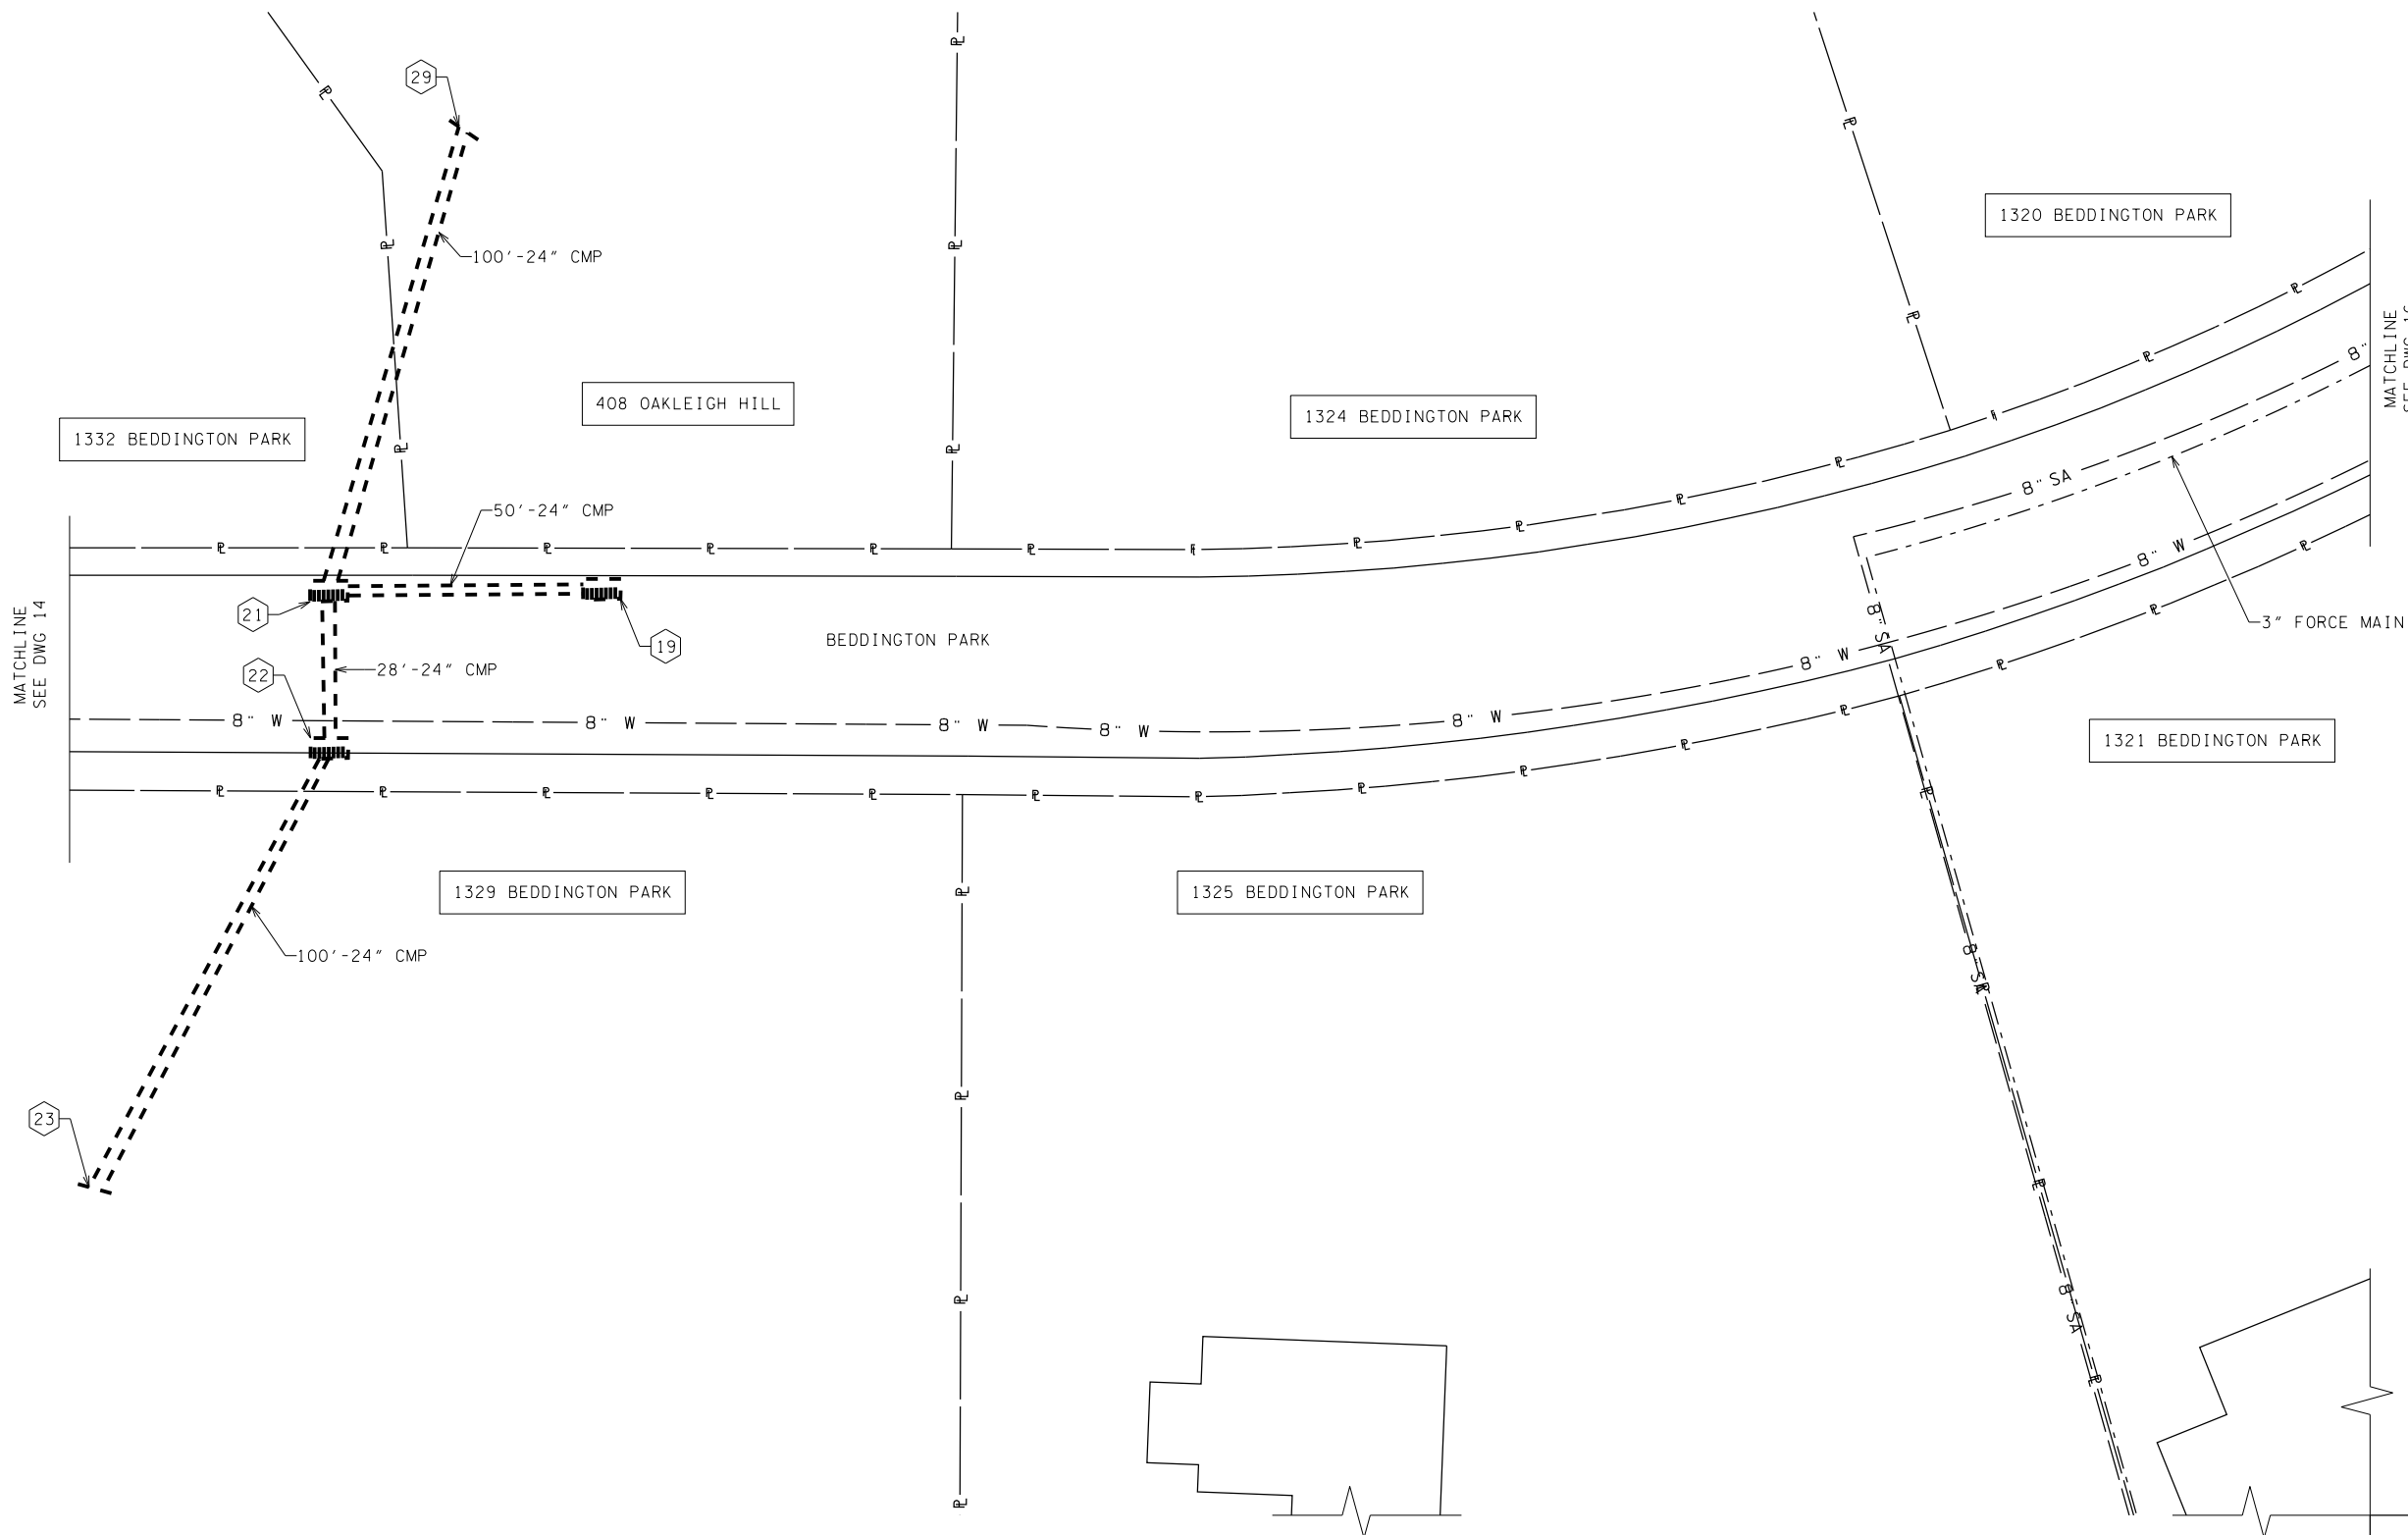 29
1320 BEDDINGTON PARK
100'-24" CMP
MATCHLINE
8"
408 OAKLEIGH HILL
1324 BEDDINGTON PARK
1332 BEDDINGTON PARK
8" SA
50'-24" CMP
8" W
21
8" SA
3" FORCE MAIN
MATCHLINE
SEE DWG 14
BEDDINGTON PARK
19
22
28'-24" CMP
8" W
8" W
8" W
8" W
8" W
8" W
1321 BEDDINGTON PARK
1329 BEDDINGTON PARK
1325 BEDDINGTON PARK
100'-24" CMP
8" SA
23
8" SA